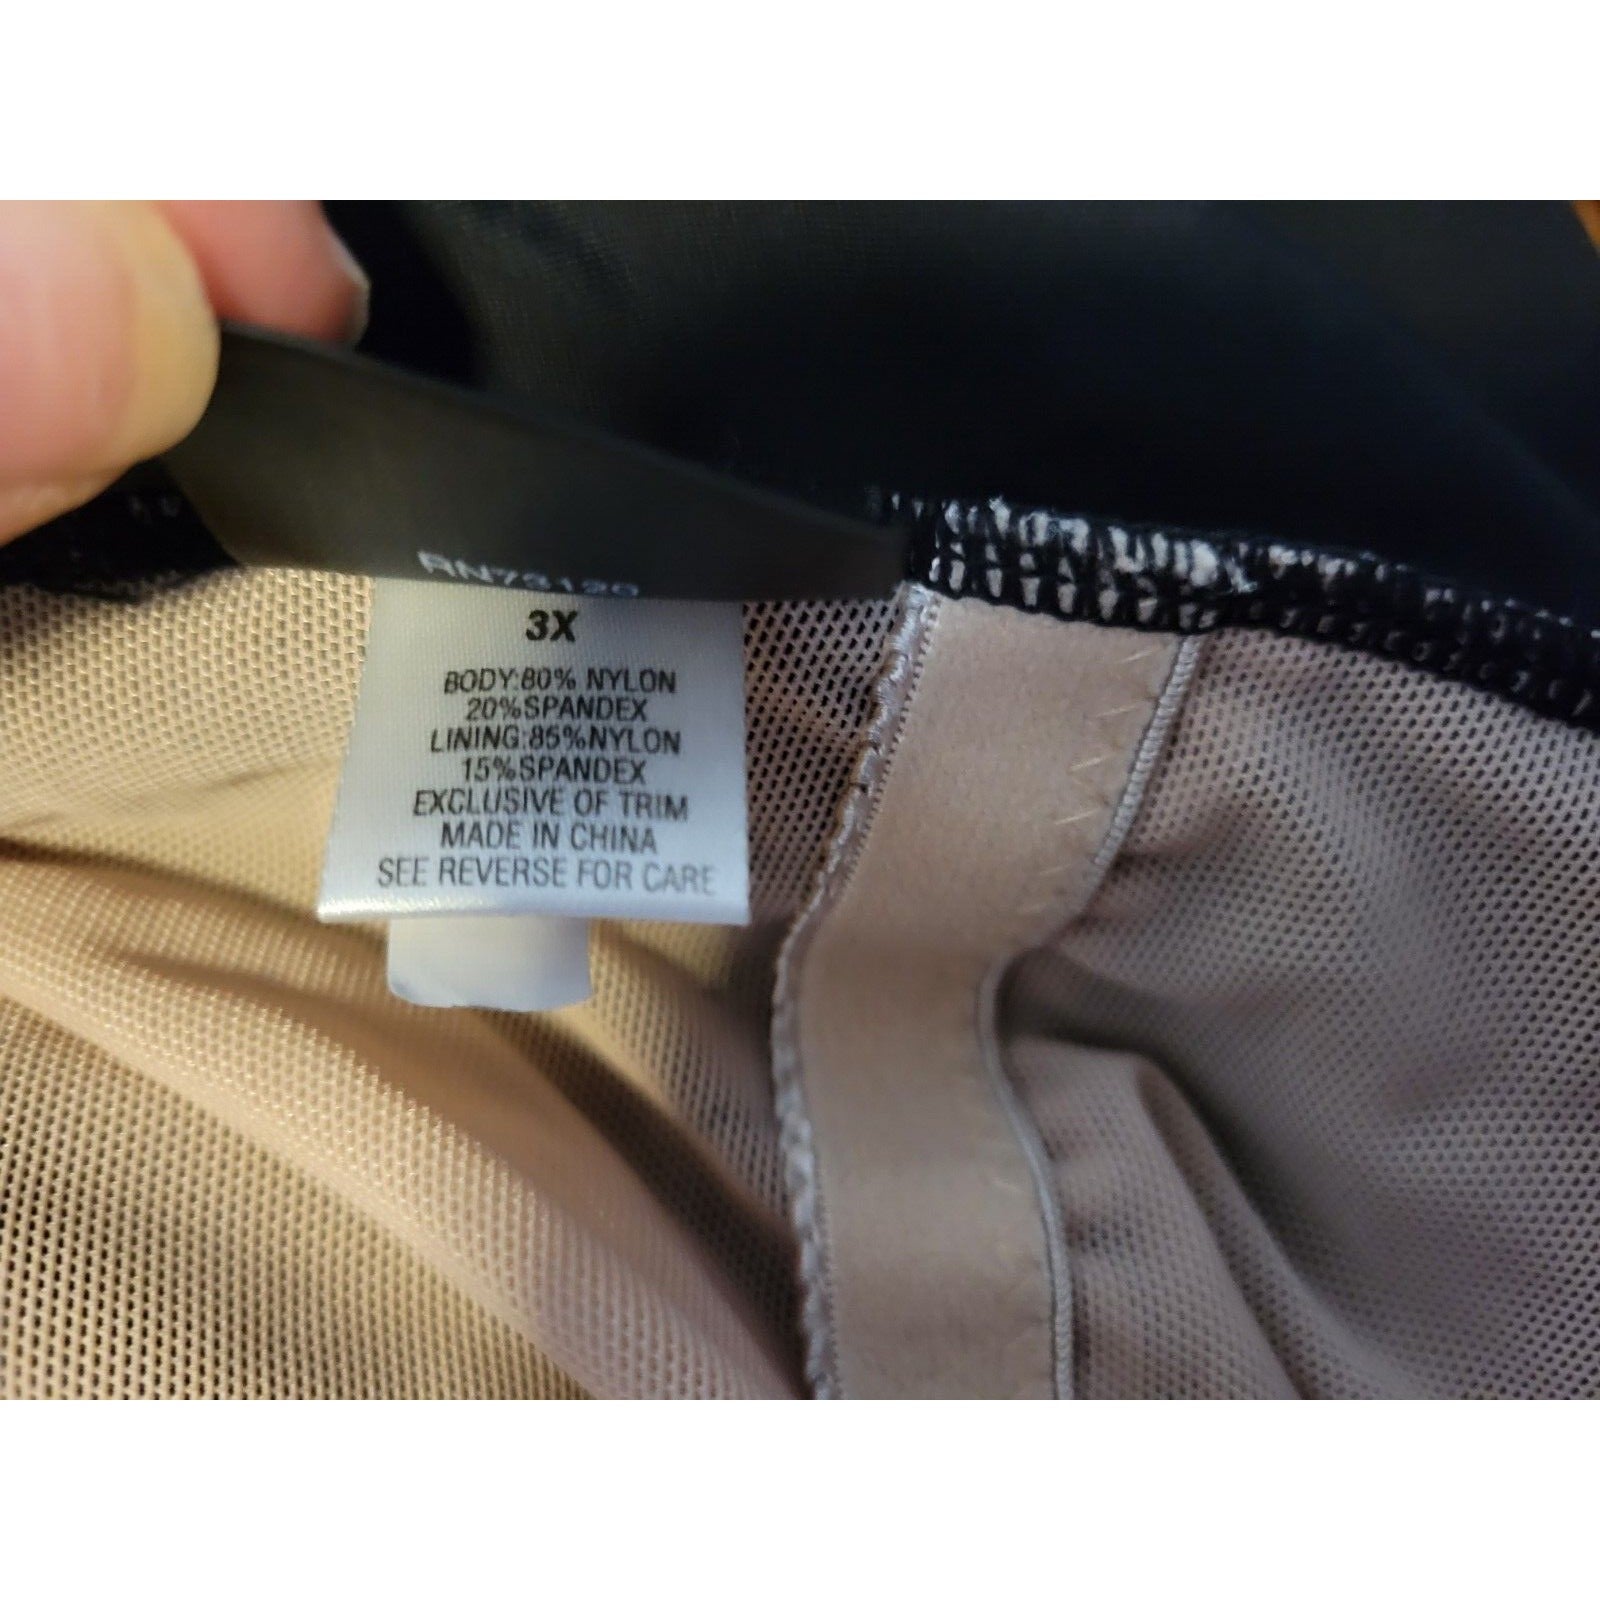 RN73120
3X
BODY:80% NYLON
20%SPANDEX
LINING:85%NYLON
15%SPANDEX
EXCLUSIVE OF TRIM
MADE IN CHINA
SEE REVERSE FOR CARE